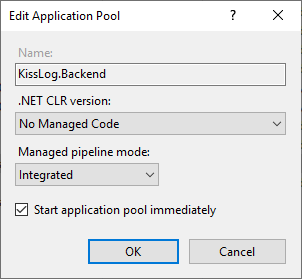 Edit Application Pool
?
Name:
KissLog.Backend
.NET CLR version:
No Managed Code
Managed pipeline mode:
Integrated
Start application pool immediately
OK Cancel